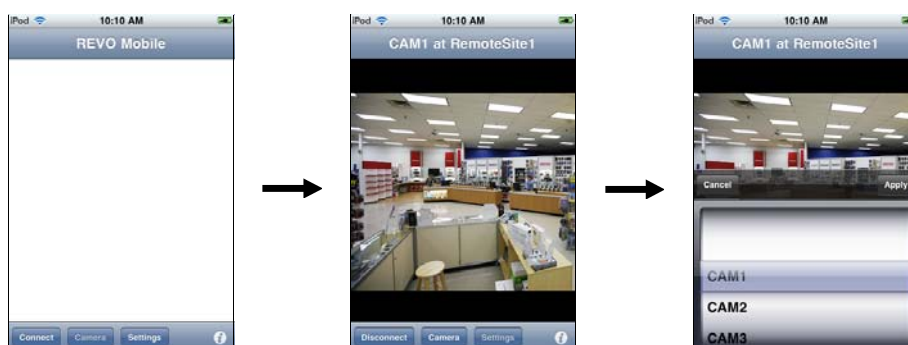 iPod 10:10 AM
REVO Mobile
Connect Camera Settings
iPod 10:10 AM
CAM1 at RemoteSite1
Disconnect Camera Settings
iPod 10:10 AM
CAM1 at RemoteSite1
Cancel Apply
CAM1
CAM2
CAM3